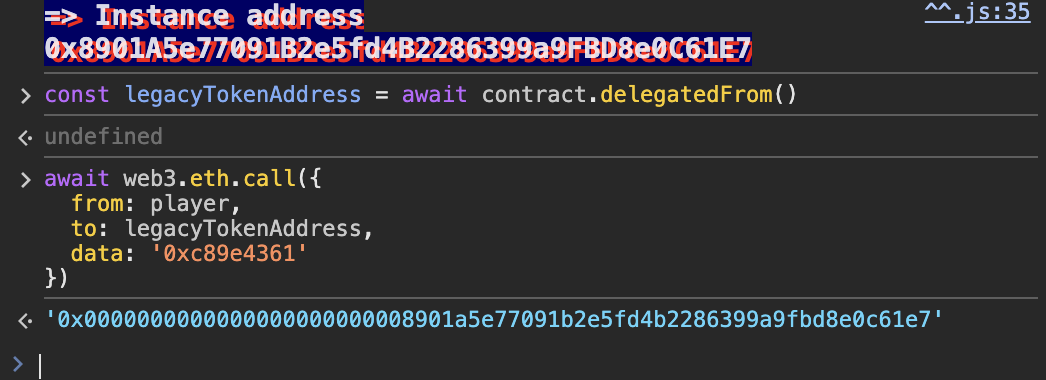 => Instance address
^^.js:35
0x8901A5e77091B2e5fd4B2286399a9FBD8e0C61E7
> const legacyTokenAddress = await contract.delegatedFrom()
undefined
> await web3.eth.call({
from: player,
to: legacyTokenAddress,
data: '0xc89e4361'
})
'0x0000000000000000000000008901a5e77091b2e5fd4b2286399a9fbd8e0c61e7'
>